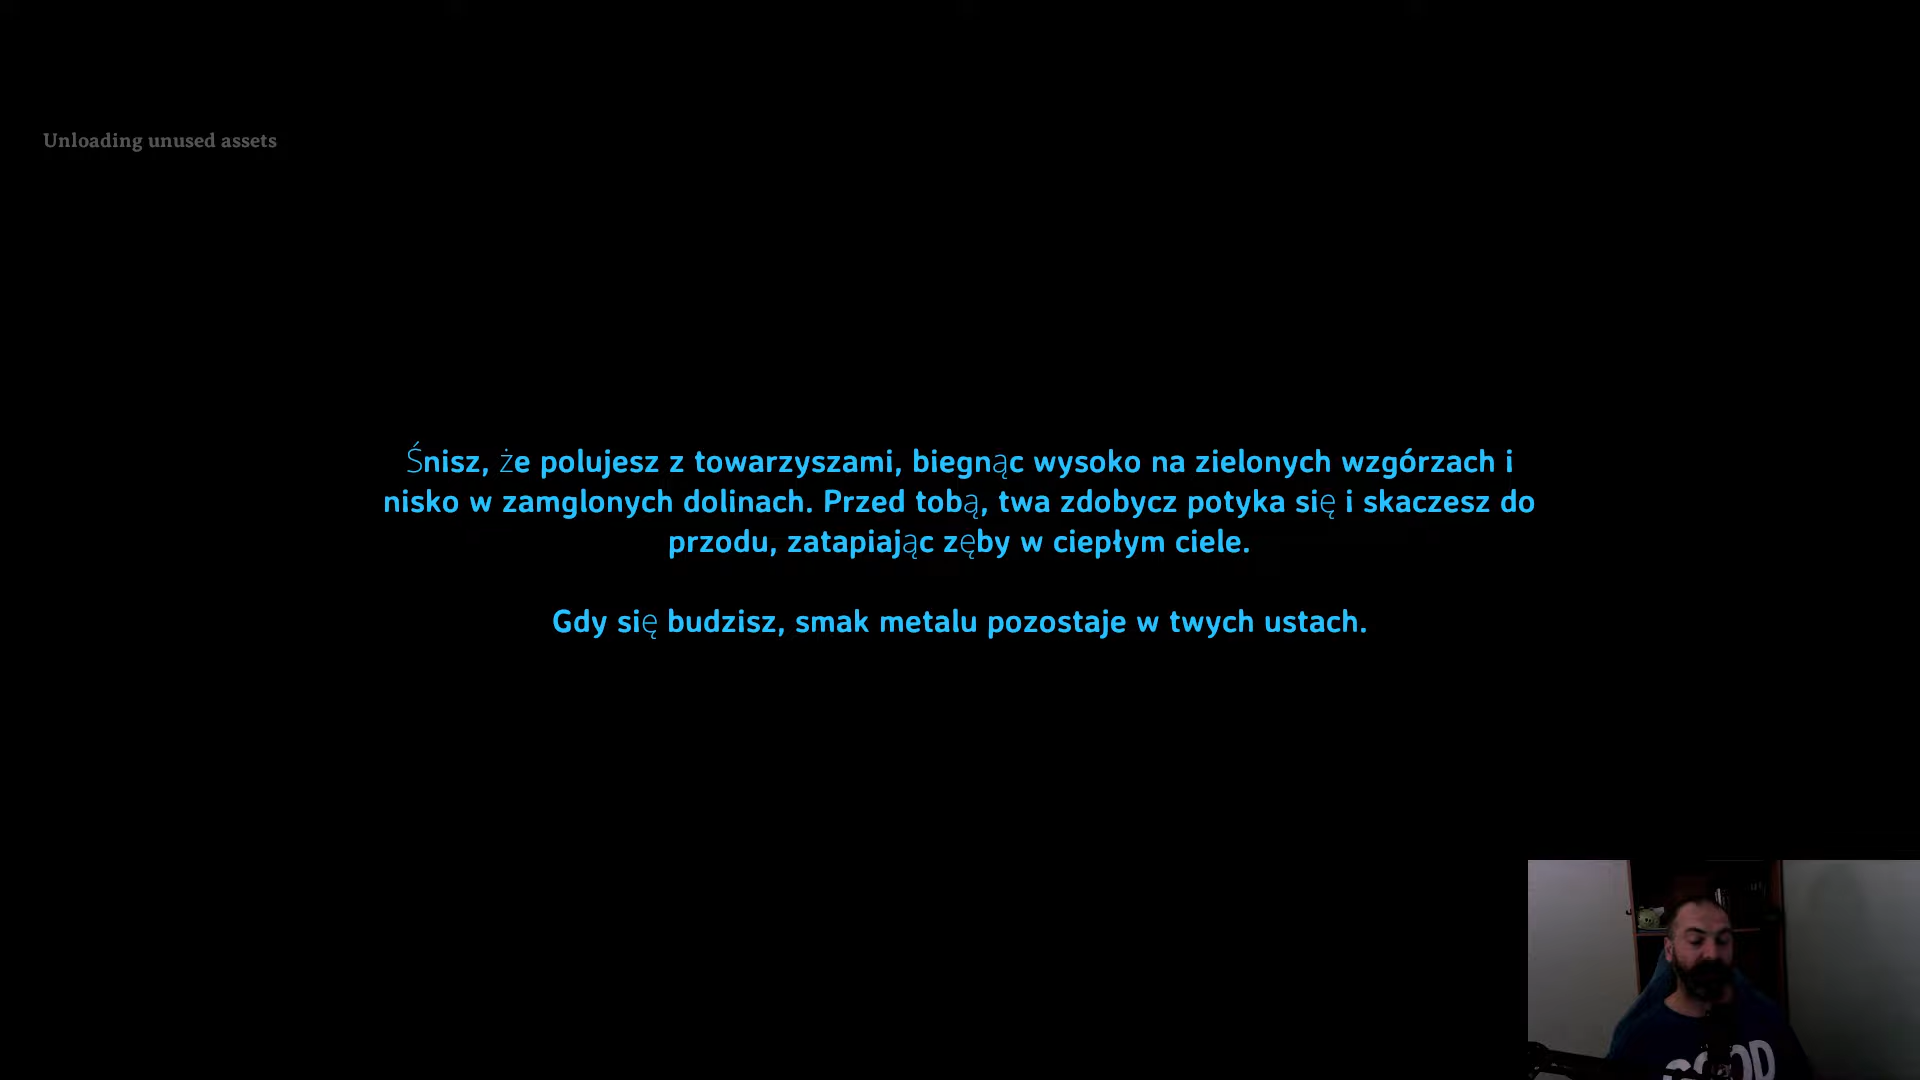 Unloading unused assets
Śnisz, że polujesz z towarzyszami, biegnąc wysoko na zielonych wzgórzach i
nisko w zamglonych dolinach. Przed tobą, twa zdobycz potyka się i skaczesz do
przodu, zatapiając zęby w ciepłym ciele.
Gdy się budzisz, smak metalu pozostaje w twych ustach.